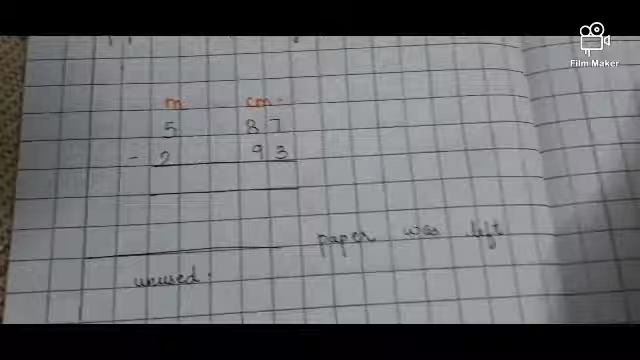 Film Maker
m cm.
5 87
- 2 93
paper was left
unused.